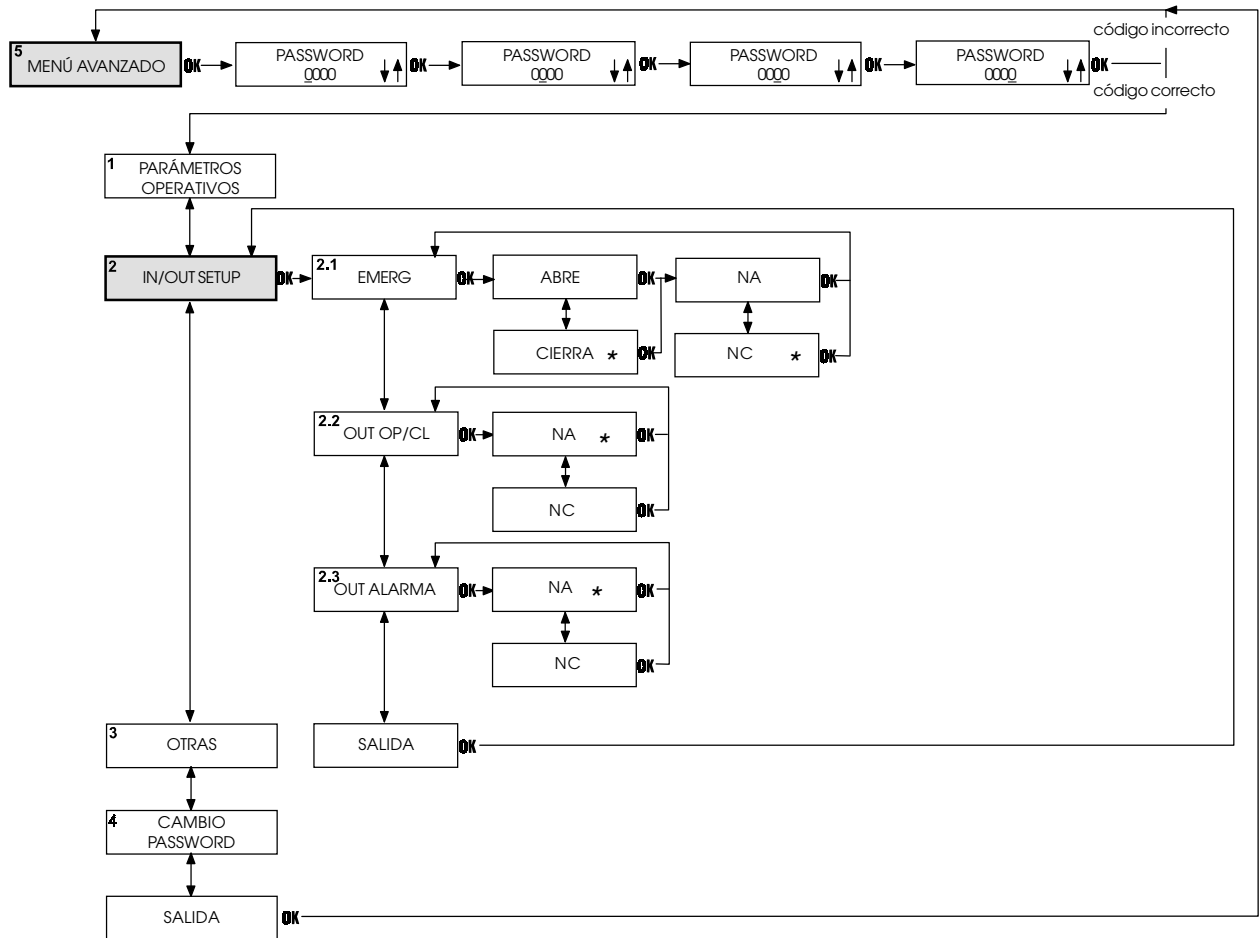 código incorrecto
5
MENÚ AVANZADO OK PASSWORD OK PASSWORD OK PASSWORD OK PASSWORD OK
0000 0000 0000 0000
código correcto
1
PARÁMETROS
OPERATIVOS
2
IN/OUT SETUP OK
2.1
EMERG OK ABRE OK NA OK
CIERRA * OK NC * OK
2.2
OUT OP/CL OK NA * OK
NC OK
2.3
OUT ALARMA OK NA * OK
NC OK
3
OTRAS
SALIDA OK
4
CAMBIO
PASSWORD
SALIDA OK